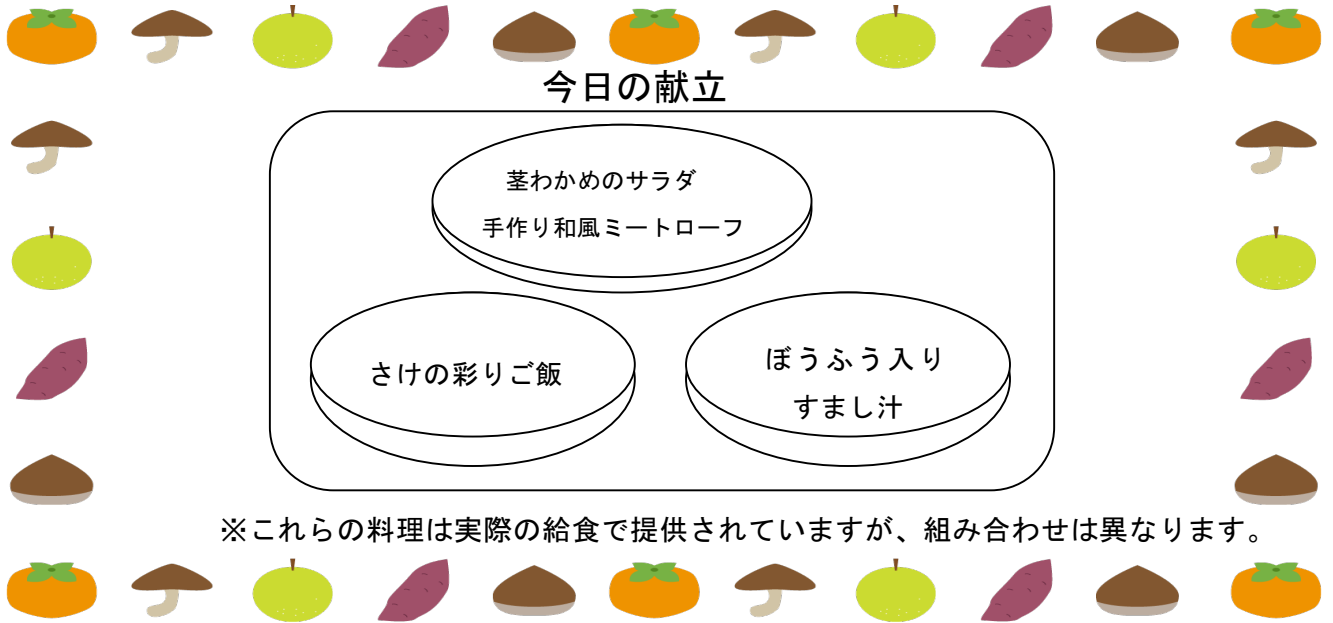 今日の献立
茎わかめのサラダ
手作り和風ミートローフ
さけの彩りご飯
ぼうふう入り
すまし汁
※これらの料理は実際の給食で提供されていますが、組み合わせは異なります。